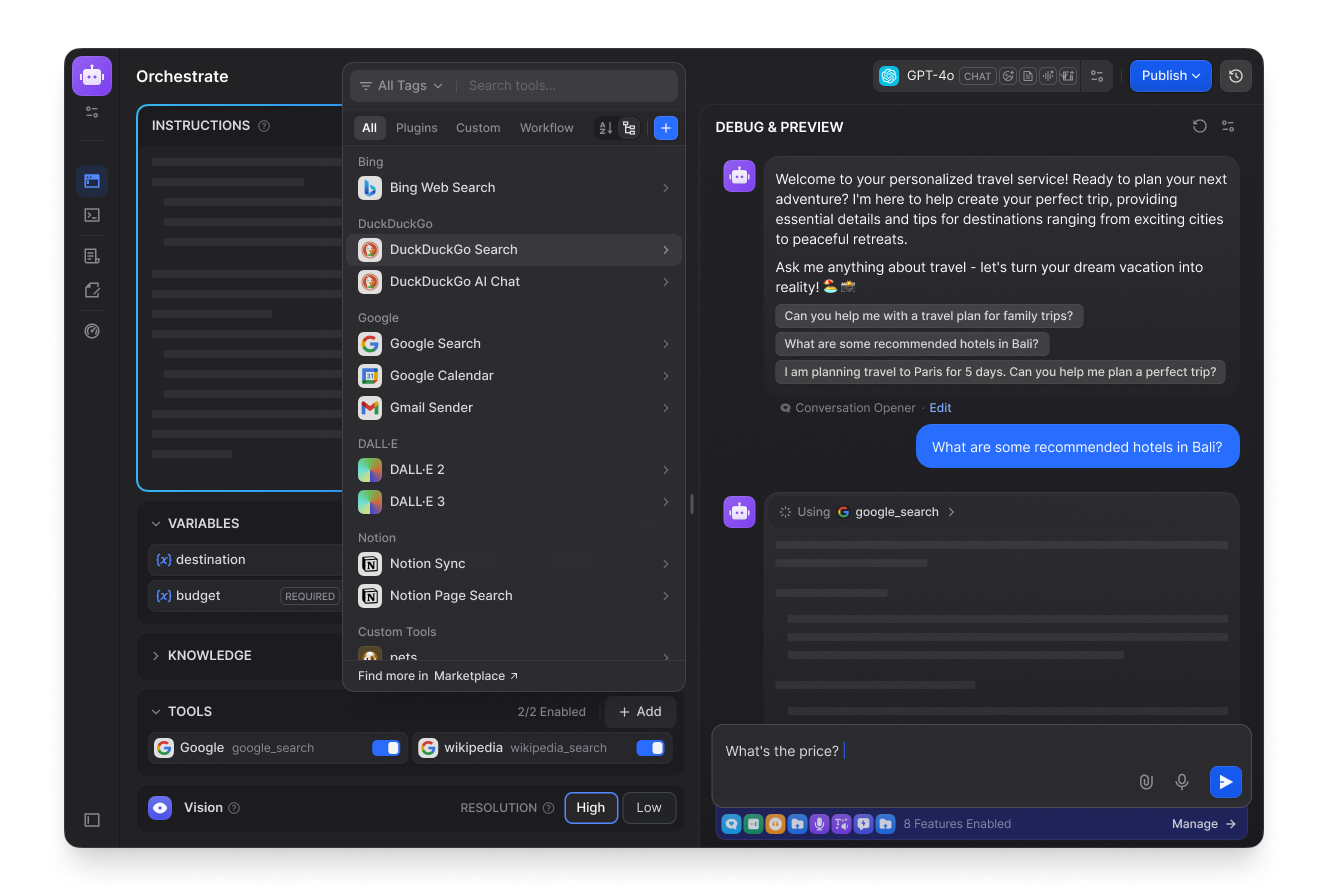 Orchestrate
INSTRUCTIONS
All Tags
Search tools...
All
Plugins
Custom
Workflow
Bing
Bing Web Search
DuckDuckGo
DuckDuckGo Search
DuckDuckGo AI Chat
Google
Google Search
31
Google Calendar
Gmail Sender
DALL·E
DALL·E 2
DALL·E 3
Notion
Notion Sync
Notion Page Search
Custom Tools
pets
Find more in Marketplace
VARIABLES
{x} destination
{x} budget
REQUIRED
KNOWLEDGE
TOOLS
2/2 Enabled
+ Add
Google google_search
wikipedia wikipedia_search
Vision
RESOLUTION
High
Low
GPT-4o
CHAT
Publish
DEBUG & PREVIEW
Welcome to your personalized travel service! Ready to plan your next
adventure? I'm here to help create your perfect trip, providing
essential details and tips for destinations ranging from exciting cities
to peaceful retreats.
Ask me anything about travel - let's turn your dream vacation into
reality! 🏖️ 📸
Can you help me with a travel plan for family trips?
What are some recommended hotels in Bali?
I am planning travel to Paris for 5 days. Can you help me plan a perfect trip?
Conversation Opener · Edit
What are some recommended hotels in Bali?
Using google_search
What's the price?
8 Features Enabled
Manage